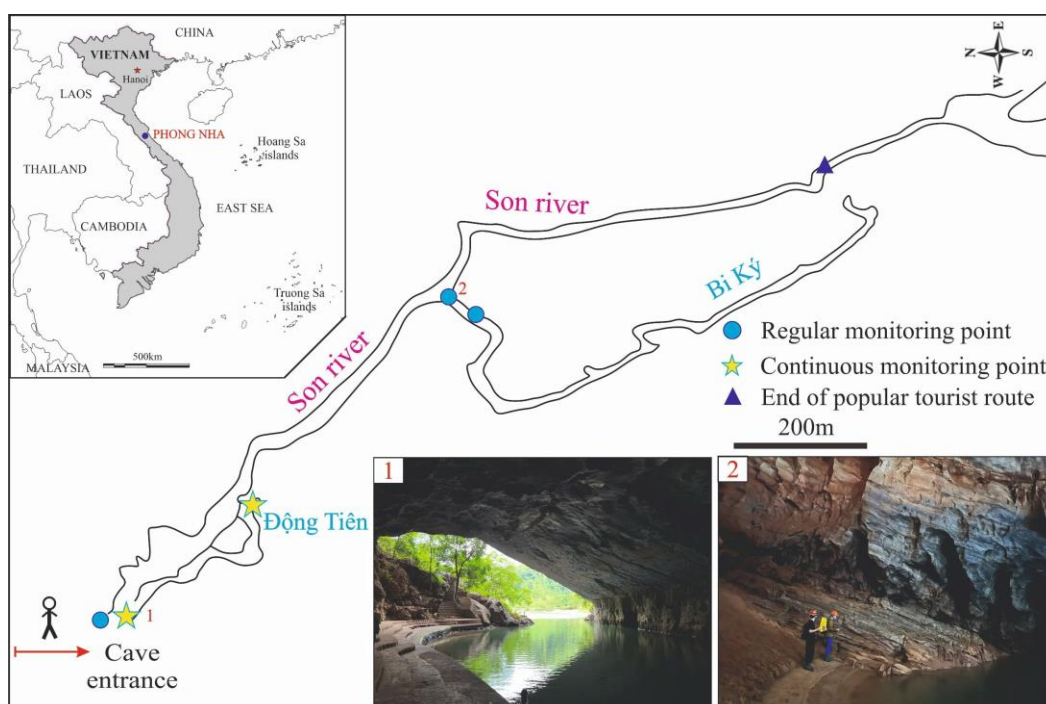 CHINA
VIETNAM
Hanoi
LAOS
PHONG NHA
Hoang Sa
islands
THAILAND
EAST SEA
CAMBODIA
Truong Sa
islands
500km
MALAYSIA
E
N
S
W
Son river
Bi Ký
2
Son river
Regular monitoring point
Continuous monitoring point
End of popular tourist route
200m
Động Tiên
1
Cave
entrance
1
2